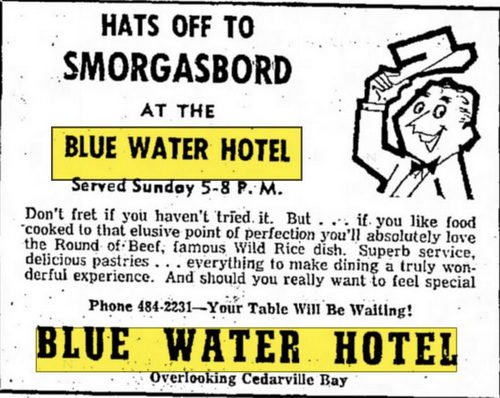 HATS OFF TO
SMORGASBORD
AT THE
BLUE WATER HOTEL
Served Sunday 5-8 P. M.
Don't fret if you haven't tried it. But . . . if you like food
cooked to that elusive point of perfection you'll absolutely love
the Round of Beef, famous Wild Rice dish. Superb service,
delicious pastries . . . everything to make dining a truly won-
derful experience. And should you really want to feel special
Phone 484-2231—Your Table Will Be Waiting!
BLUE WATER HOTEL
Overlooking Cedarville Bay